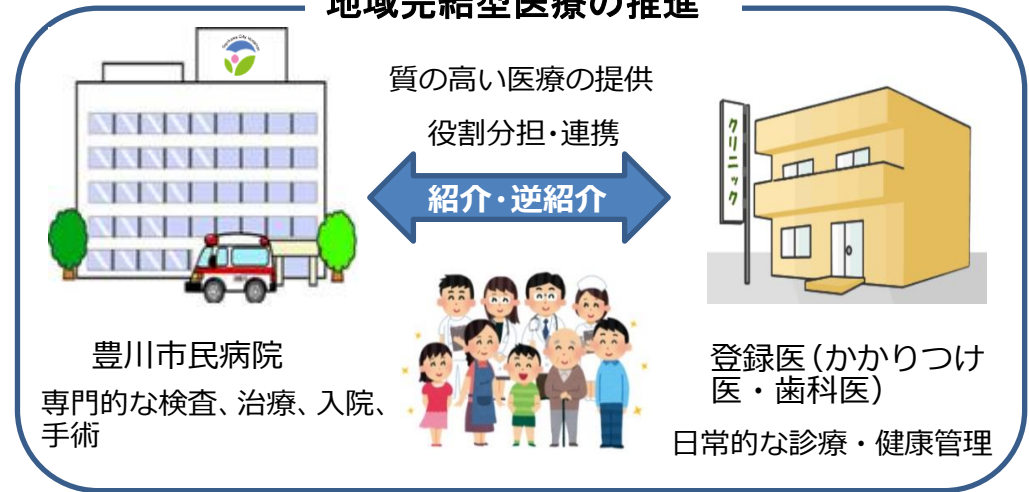 地域完結型医療の推進
質の高い医療の提供
役割分担・連携
紹介・逆紹介
クリニック
豊川市民病院
専門的な検査、治療、入院、
手術
登録医(かかりつけ
医・歯科医)
日常的な診療・健康管理